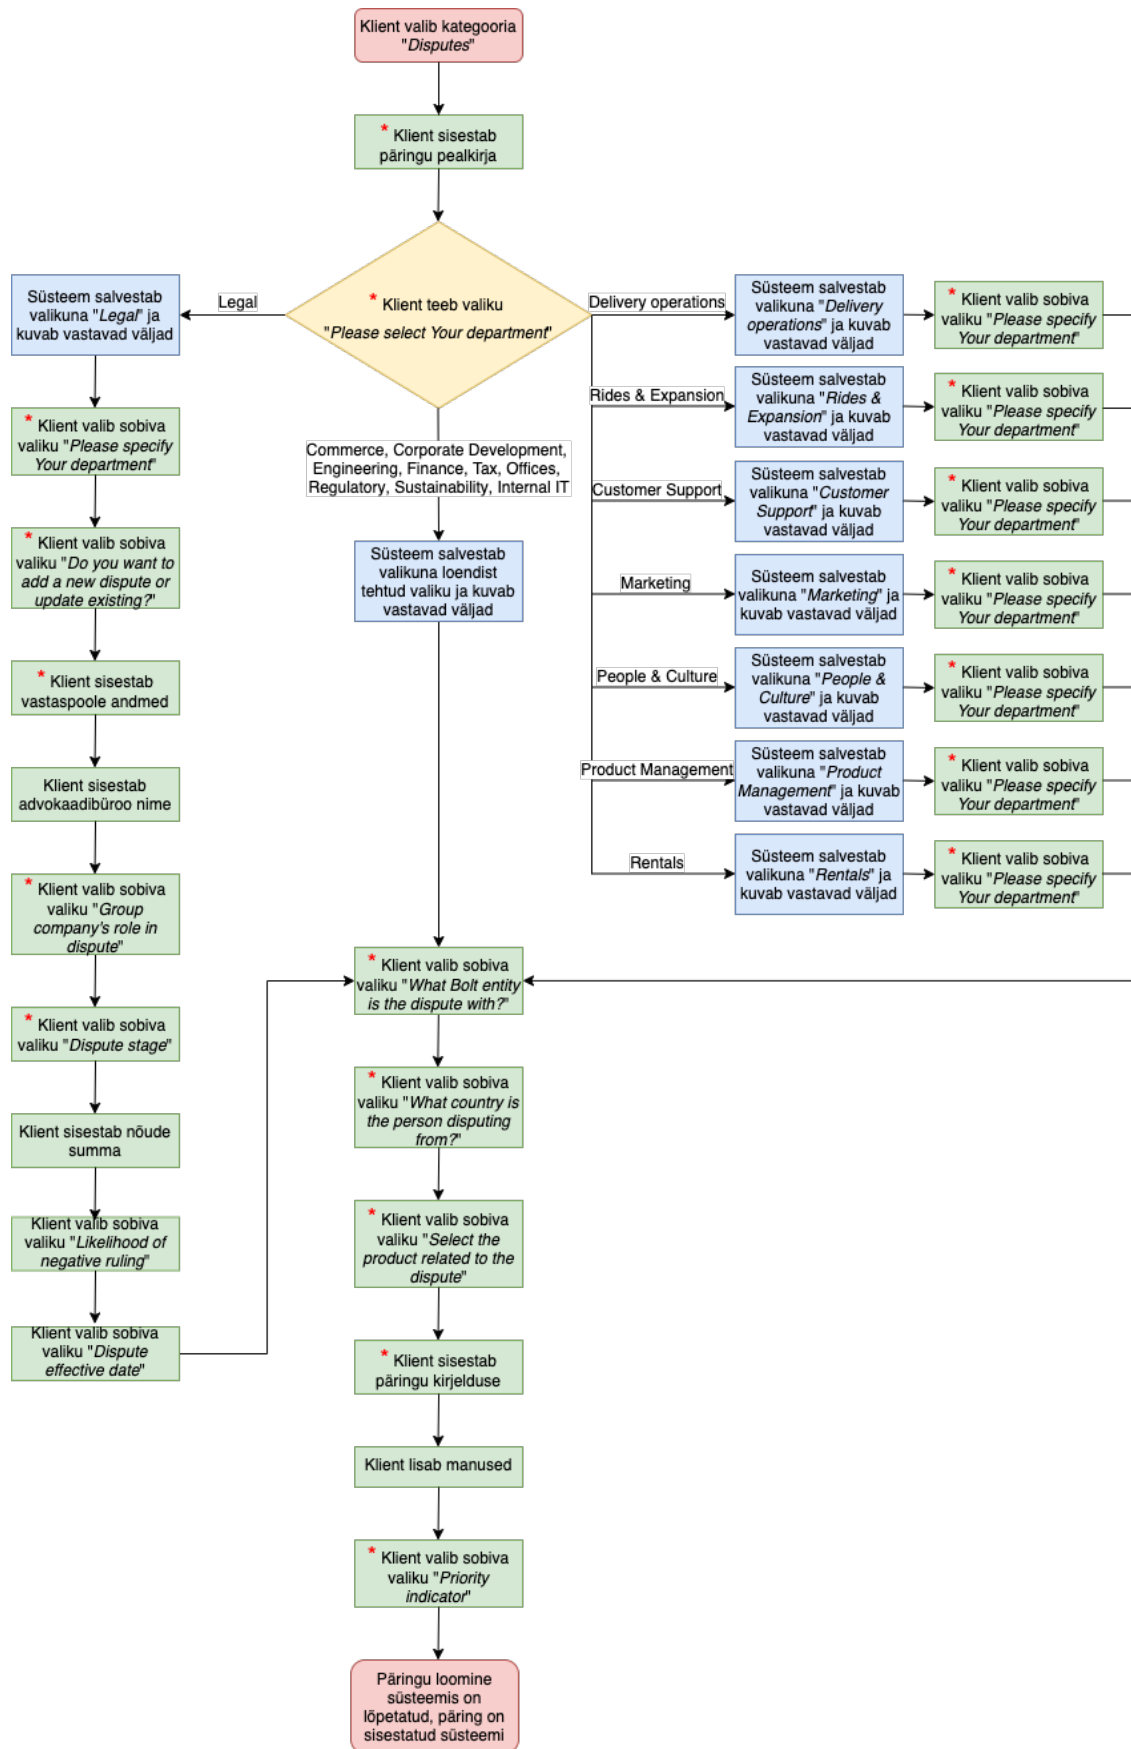 Klient valib kategooria
"Disputes"
* Klient sisestab
päringu pealkirja
* Klient teeb valiku
"Please select Your department"
Legal
Süsteem salvestab
valikuna "Legal" ja
kuvab vastavad väljad
* Klient valib sobiva
valiku "Please specify
Your department"
* Klient valib sobiva
valiku "Do you want to
add a new dispute or
update existing?"
* Klient sisestab
vastaspoole andmed
Klient sisestab
advokaadibüroo nime
* Klient valib sobiva
valiku "Group
company's role in
dispute"
* Klient valib sobiva
valiku "Dispute stage"
Klient sisestab nõude
summa
Klient valib sobiva
valiku "Likelihood of
negative ruling"
Klient valib sobiva
valiku "Dispute
effective date"
Commerce, Corporate Development,
Engineering, Finance, Tax, Offices,
Regulatory, Sustainability, Internal IT
Süsteem salvestab
valikuna loendist
tehtud valiku ja kuvab
vastavad väljad
Delivery operations
Süsteem salvestab
valikuna "Delivery
operations" ja kuvab
vastavad väljad
* Klient valib sobiva
valiku "Please specify
Your department"
Rides & Expansion
Süsteem salvestab
valikuna "Rides &
Expansion" ja kuvab
vastavad väljad
* Klient valib sobiva
valiku "Please specify
Your department"
Customer Support
Süsteem salvestab
valikuna "Customer
Support" ja kuvab
vastavad väljad
* Klient valib sobiva
valiku "Please specify
Your department"
Marketing
Süsteem salvestab
valikuna "Marketing" ja
kuvab vastavad väljad
* Klient valib sobiva
valiku "Please specify
Your department"
People & Culture
Süsteem salvestab
valikuna "People &
Culture" ja kuvab
vastavad väljad
* Klient valib sobiva
valiku "Please specify
Your department"
Product Management
Süsteem salvestab
valikuna "Product
Management" ja kuvab
vastavad väljad
* Klient valib sobiva
valiku "Please specify
Your department"
Rentals
Süsteem salvestab
valikuna "Rentals" ja
kuvab vastavad väljad
* Klient valib sobiva
valiku "Please specify
Your department"
* Klient valib sobiva
valiku "What Bolt entity
is the dispute with?"
* Klient valib sobiva
valiku "What country is
the person disputing
from?"
* Klient valib sobiva
valiku "Select the
product related to the
dispute"
* Klient sisestab
päringu kirjelduse
Klient lisab manused
* Klient valib sobiva
valiku "Priority
indicator"
Päringu loomine
süsteemis on
lõpetatud, päring on
sisestatud süsteemi